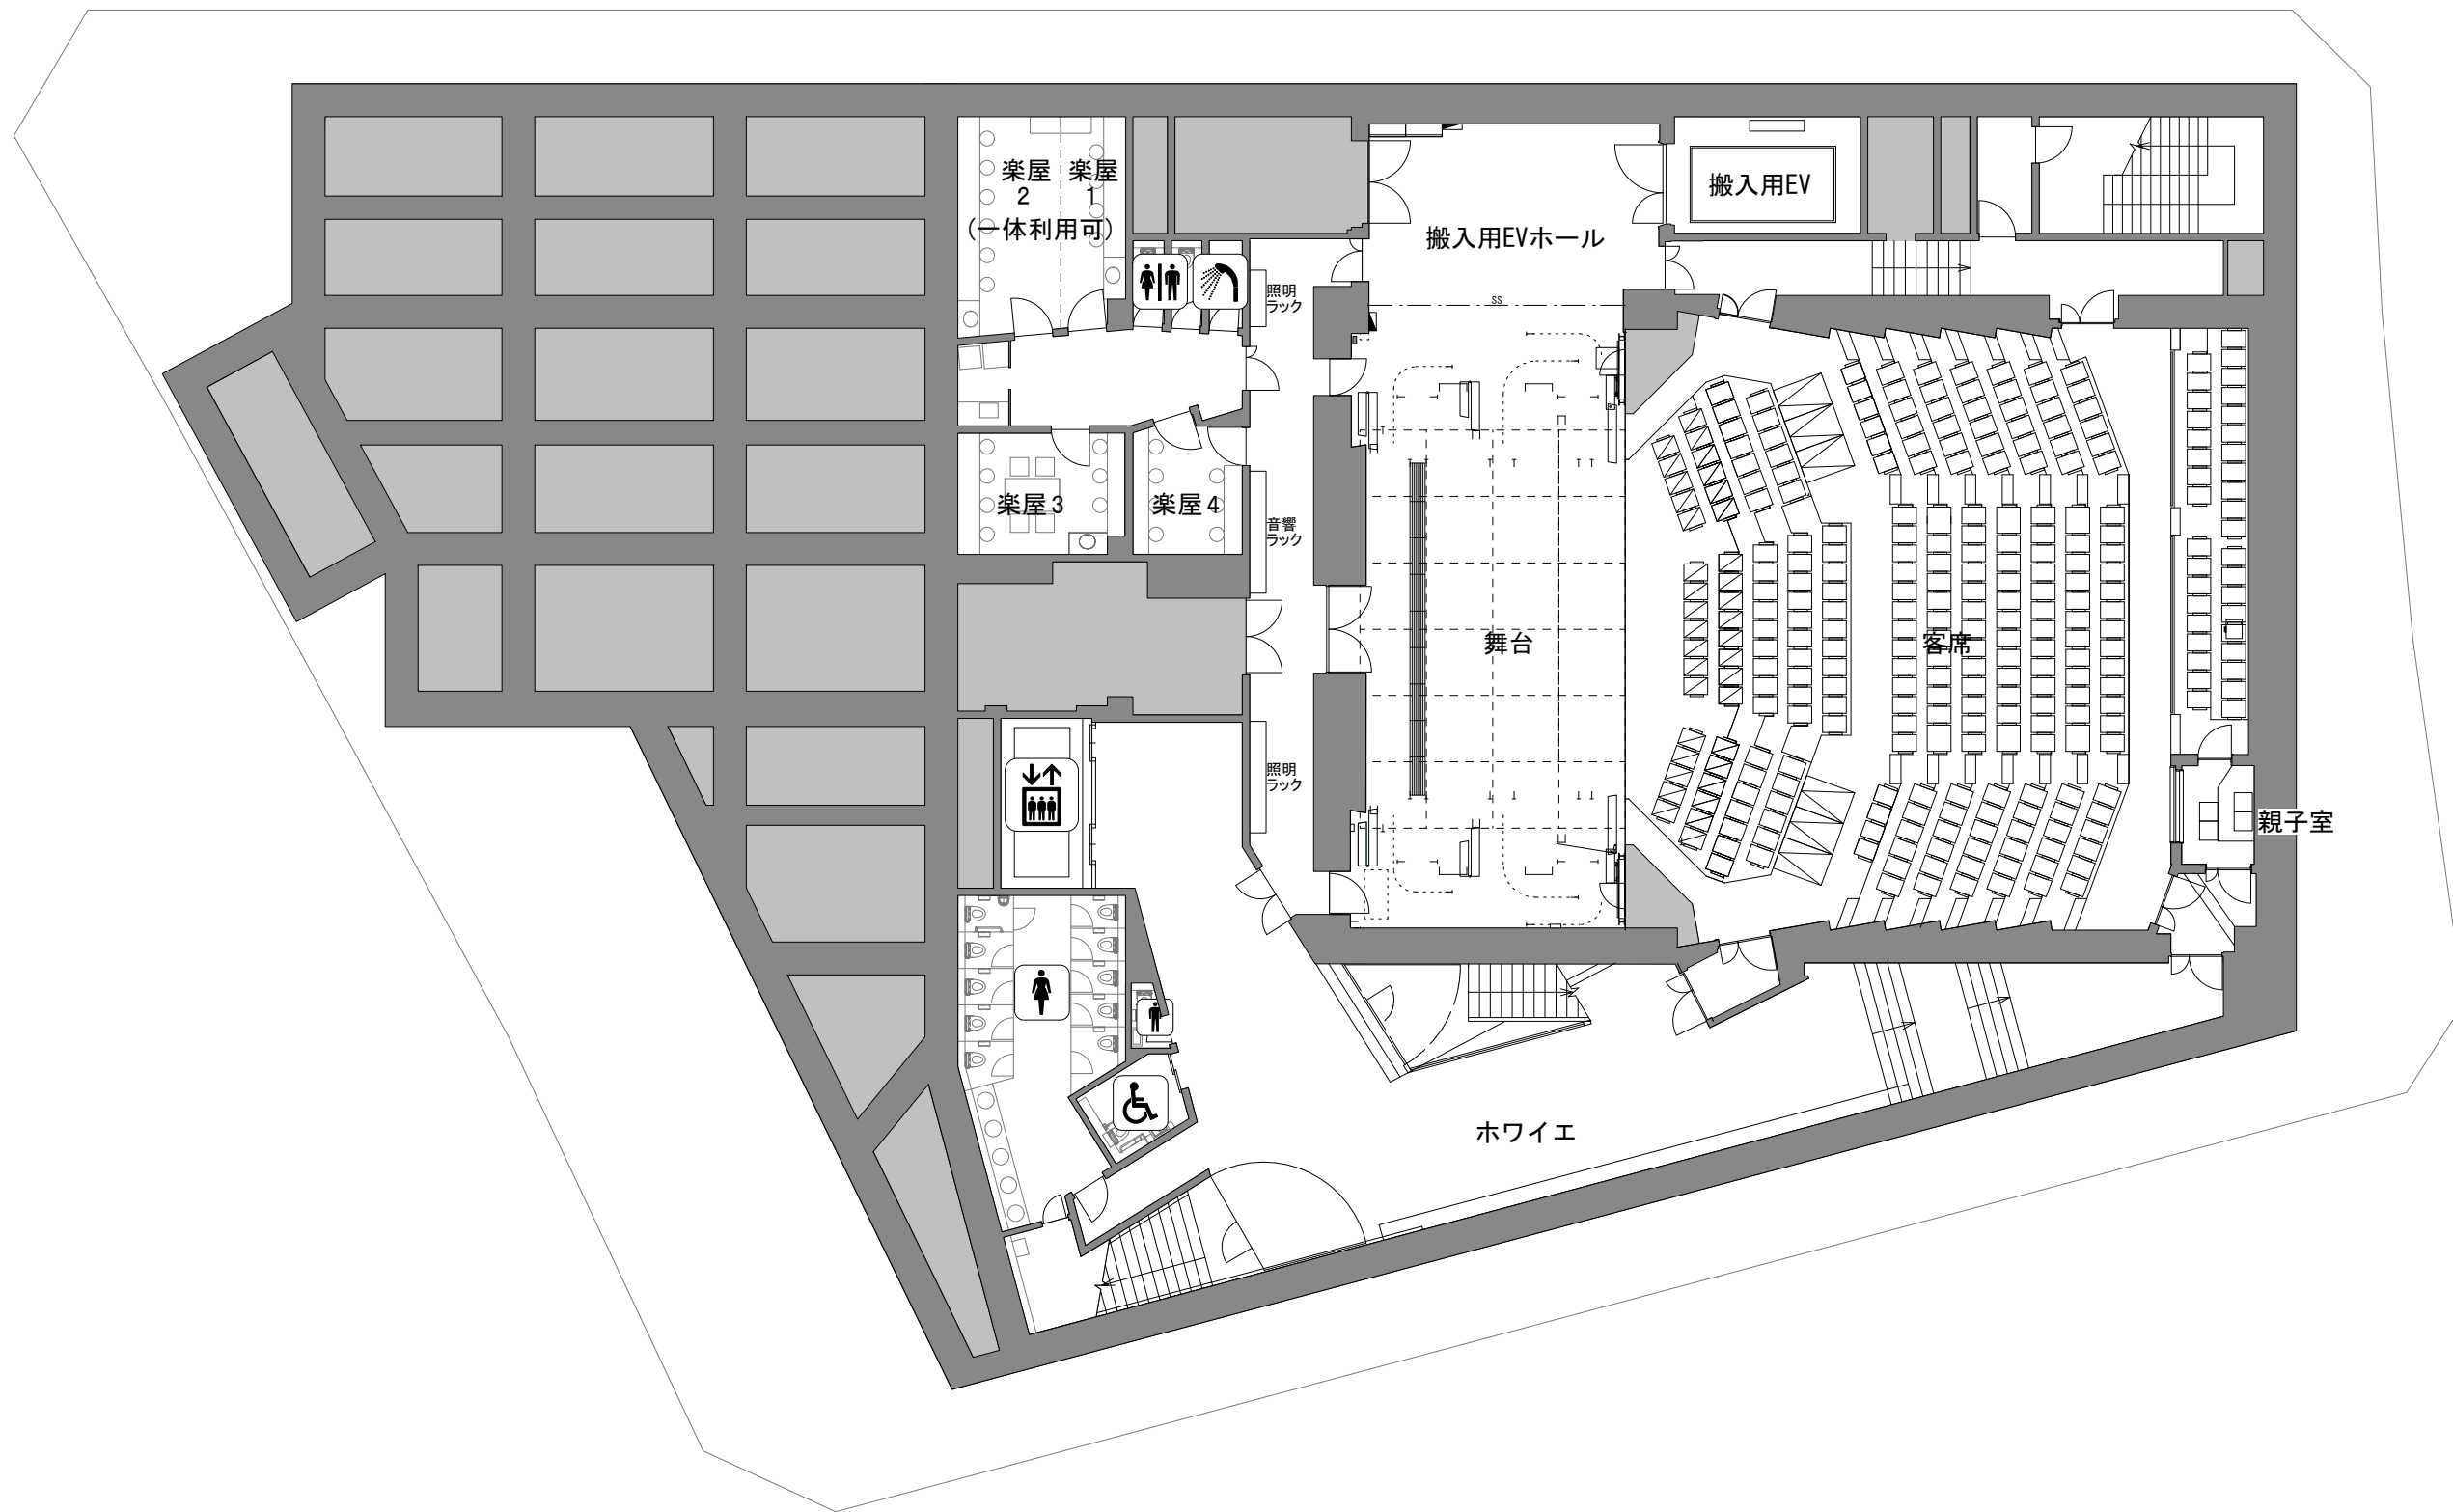 楽屋
2
楽屋
1
(一体利用可)
搬入用EV
搬入用EVホール
照明
ラック
SS
楽屋3
楽屋4
音響
ラック
舞台
客席
照明
ラック
親子室
ホワイエ